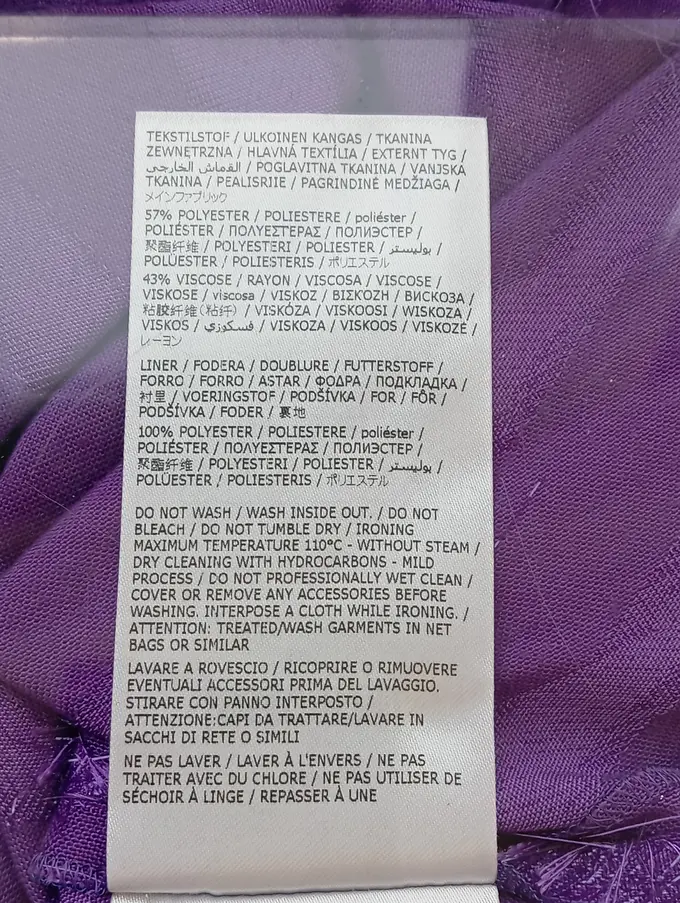 TEKSTILSTOF / ULKOINEN KANGAS / TKANINA
ZEWNĘTRZNA / HLAVNÁ TEXTÍLIA / EXTERNT TYG /
القماش الخارجي / POGLAVITNA TKANINA / VANJSKA
TKANINA / PEALISRIIE / PAGRINDINĖ MEDŽIAGA /
メインファブリック
57% POLYESTER / POLIESTERE / poliéster /
POLIÉSTER / ΠΟΛΥΕΣΤΕΡΑΣ / ПОЛИЭСТЕР /
聚酯纤维 / POLYESTERI / POLIESTER / بوليستر /
POLÜESTER / POLIESTERIS / ポリエステル
43% VISCOSE / RAYON / VISCOSA / VISCOSE /
VISKOSE / viscosa / VISKOZ / ΒΙΣΚΟΖΗ / ВИСКОЗА /
粘胶纤维(粘纤) / VISKÓZA / VISKOOSI / WISKOZA /
VISKOS / فسكوزي / VISKOZA / VISKOOS / VISKOZĖ /
レーヨン
LINER / FODERA / DOUBLURE / FUTTERSTOFF /
FORRO / FORRO / ASTAR / ΦΟΔΡΑ / ПОДКЛАДКА /
衬里 / VOERINGSTOF / PODŠÍVKA / FOR / FÔR /
PODŠÍVKA / FODER / 裏地
100% POLYESTER / POLIESTERE / poliéster /
POLIÉSTER / ΠΟΛΥΕΣΤΕΡΑΣ / ПОЛИЭСТЕР /
聚酯纤维 / POLYESTERI / POLIESTER / بوليستر /
POLÜESTER / POLIESTERIS / ポリエステル
DO NOT WASH / WASH INSIDE OUT. / DO NOT
BLEACH / DO NOT TUMBLE DRY / IRONING
MAXIMUM TEMPERATURE 110°C - WITHOUT STEAM /
DRY CLEANING WITH HYDROCARBONS - MILD
PROCESS / DO NOT PROFESSIONALLY WET CLEAN /
COVER OR REMOVE ANY ACCESSORIES BEFORE
WASHING. INTERPOSE A CLOTH WHILE IRONING. /
ATTENTION: TREATED/WASH GARMENTS IN NET
BAGS OR SIMILAR
LAVARE A ROVESCIO / RICOPRIRE O RIMUOVERE
EVENTUALI ACCESSORI PRIMA DEL LAVAGGIO.
STIRARE CON PANNO INTERPOSTO /
ATTENZIONE:CAPI DA TRATTARE/LAVARE IN
SACCHI DI RETE O SIMILI
NE PAS LAVER / LAVER À L'ENVERS / NE PAS
TRAITER AVEC DU CHLORE / NE PAS UTILISER DE
SÉCHOIR À LINGE / REPASSER À UNE